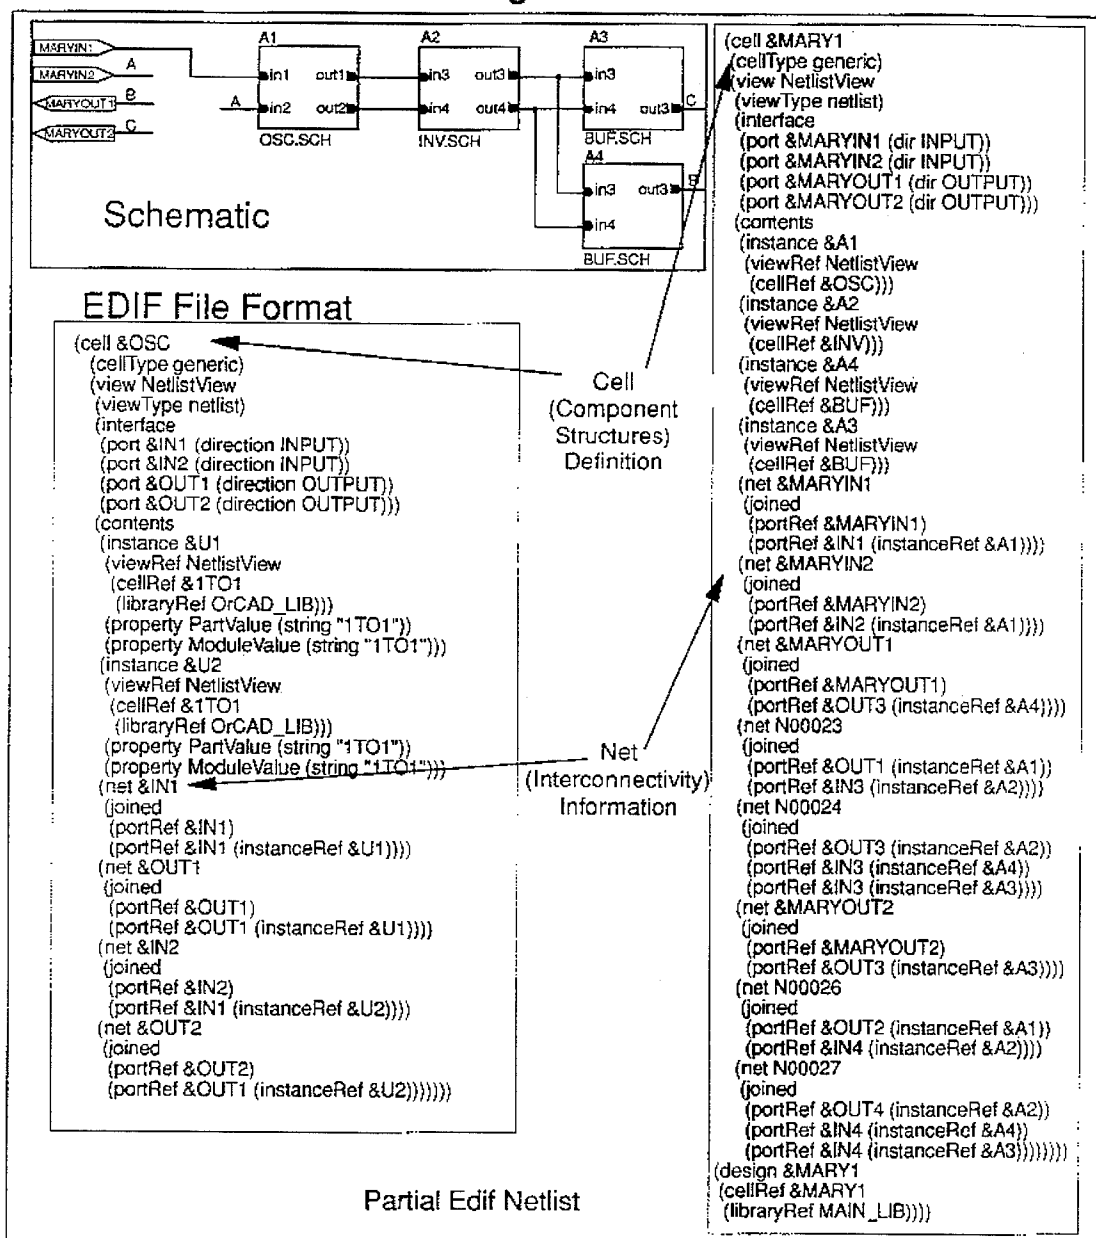 MARYIN1
MARYIN2
A
MARYOUT1
B
MARYOUT2
C
A1
in1 out1
A in2 out2
OSC.SCH
A2
in3 out3
in4 out4
INV.SCH
A3
in3
in4 out3 C
BUF.SCH
A4
in3 out3 B
in4
BUF.SCH
Schematic
EDIF File Format
(cell &OSC
(cellType generic)
(view NetlistView
(viewType netlist)
(interface
(port &IN1 (direction INPUT))
(port &IN2 (direction INPUT))
(port &OUT1 (direction OUTPUT))
(port &OUT2 (direction OUTPUT)))
(contents
(instance &U1
(viewRef NetlistView
(cellRef &1TO1
(libraryRef OrCAD_LIB)))
(property PartValue (string "1TO1"))
(property ModuleValue (string "1TO1")))
(instance &U2
(viewRef NetlistView
(cellRef &1TO1
(libraryRef OrCAD_LIB)))
(property PartValue (string "1TO1"))
(property ModuleValue (string "1TO1")))
(net &IN1
(joined
(portRef &IN1)
(portRef &IN1 (instanceRef &U1))))
(net &OUT1
(joined
(portRef &OUT1)
(portRef &OUT1 (instanceRef &U1))))
(net &IN2
(joined
(portRef &IN2)
(portRef &IN1 (instanceRef &U2))))
(net &OUT2
(joined
(portRef &OUT2)
(portRef &OUT1 (instanceRef &U2)))))))
Cell
(Component
Structures)
Definition
Net
(Interconnectivity)
Information
Partial Edif Netlist
(cell &MARY1
(cellType generic)
(view NetlistView
(viewType netlist)
(interface
(port &MARYIN1 (dir INPUT))
(port &MARYIN2 (dir INPUT))
(port &MARYOUT1 (dir OUTPUT))
(port &MARYOUT2 (dir OUTPUT)))
(contents
(instance &A1
(viewRef NetlistView
(cellRef &OSC)))
(instance &A2
(viewRef NetlistView
(cellRef &INV)))
(instance &A4
(viewRef NetlistView
(cellRef &BUF)))
(instance &A3
(viewRef NetlistView
(cellRef &BUF)))
(net &MARYIN1
(joined
(portRef &MARYIN1)
(portRef &IN1 (instanceRef &A1))))
(net &MARYIN2
(joined
(portRef &MARYIN2)
(portRef &IN2 (instanceRef &A1))))
(net &MARYOUT1
(joined
(portRef &MARYOUT1)
(portRef &OUT3 (instanceRef &A4))))
(net N00023
(joined
(portRef &OUT1 (instanceRef &A1))
(portRef &IN3 (instanceRef &A2))))
(net N00024
(joined
(portRef &OUT3 (instanceRef &A2))
(portRef &IN3 (instanceRef &A4))
(portRef &IN3 (instanceRef &A3))))
(net &MARYOUT2
(joined
(portRef &MARYOUT2)
(portRef &OUT3 (instanceRef &A3))))
(net N00026
(joined
(portRef &OUT2 (instanceRef &A1))
(portRef &IN4 (instanceRef &A2))))
(net N00027
(joined
(portRef &OUT4 (instanceRef &A2))
(portRef &IN4 (instanceRef &A4))
(portRef &IN4 (instanceRef &A3))))))))
(design &MARY1
(cellRef &MARY1
(libraryRef MAIN_LIB))))